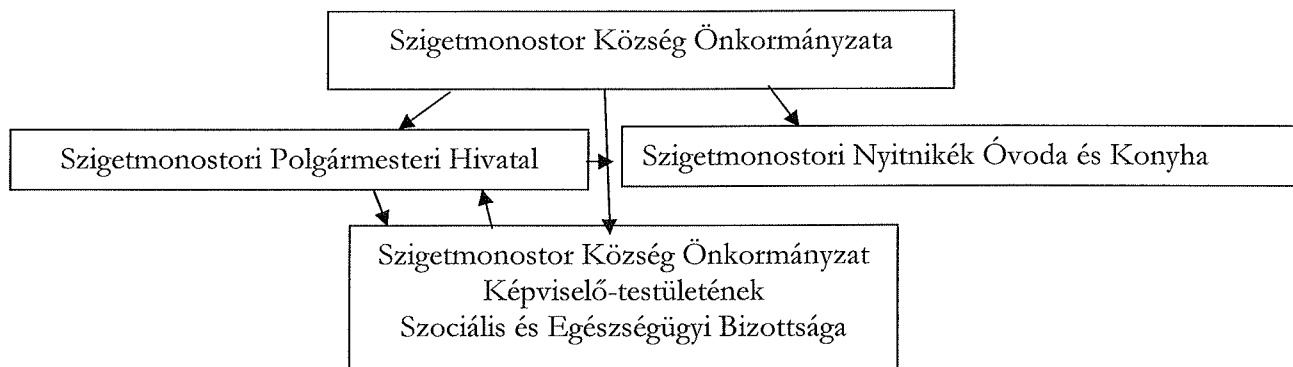 Szigetmonostor Község Önkormányzata
Szigetmonostori Polgármesteri Hivatal
Szigetmonostori Nyitnikék Óvoda és Konyha
Szigetmonostor Község Önkormányzat
Képviselő-testületének
Szociális és Egészségügyi Bizottsága